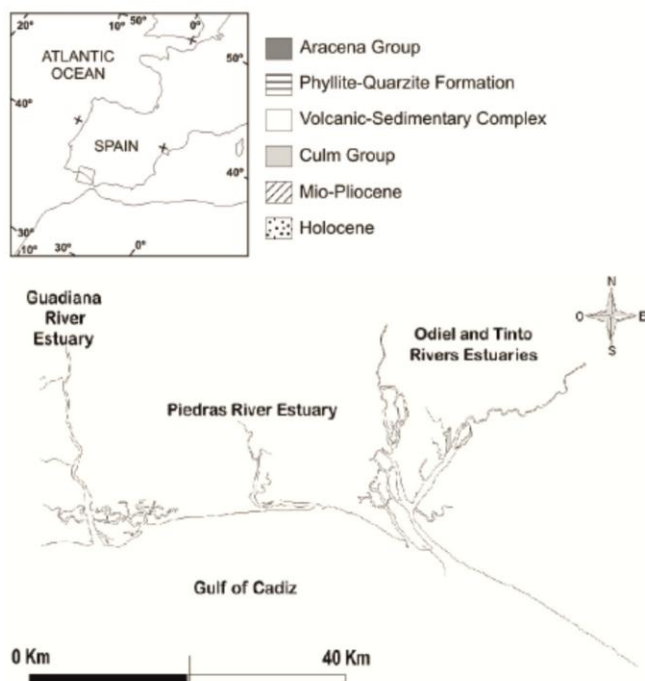 20°
10°
50°
0°
ATLANTIC
OCEAN
50°
40°
SPAIN
40°
30°
10°
30°
0°
Aracena Group
Phyllite-Quarzite Formation
Volcanic-Sedimentary Complex
Culm Group
Mio-Pliocene
Holocene
Guadiana
River
Estuary
Piedras River Estuary
Odiel and Tinto
Rivers Estuaries
N
O
E
S
Gulf of Cadiz
0 Km
40 Km